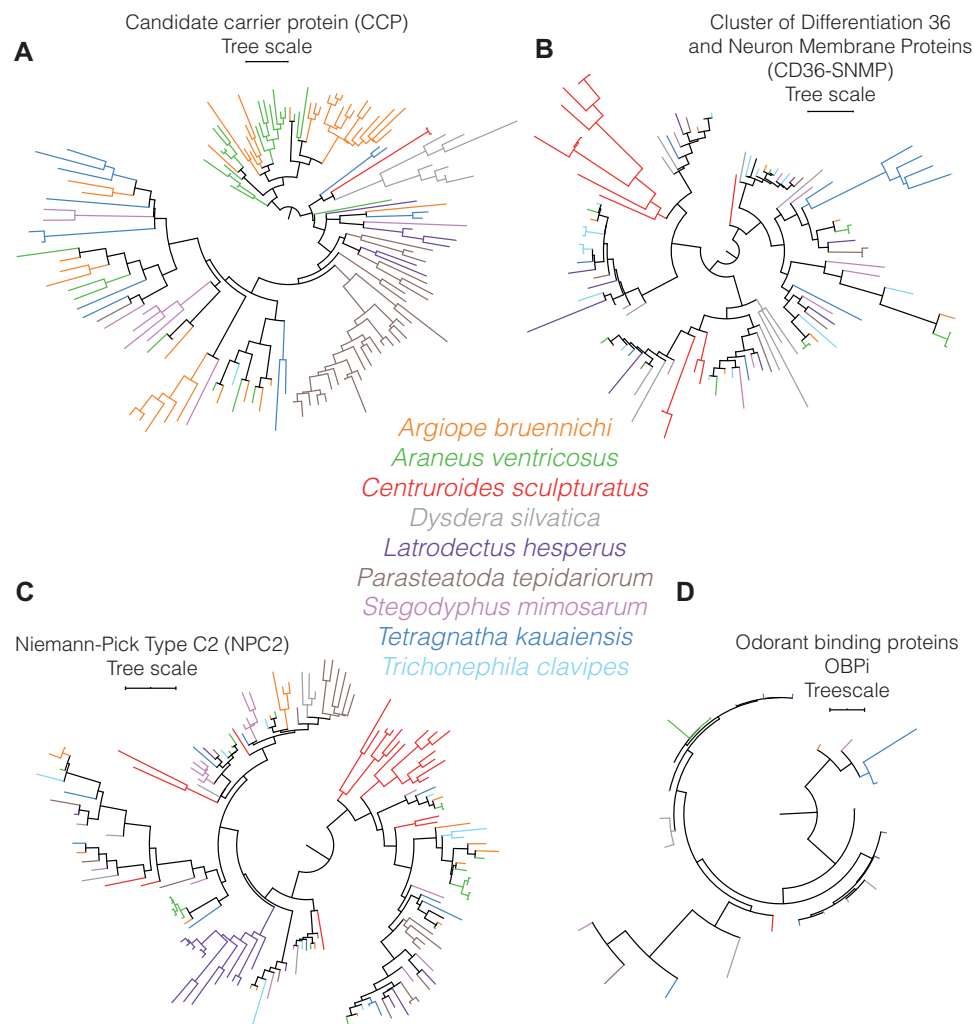 Candidate carrier protein (CCP)
Tree scale
A
Cluster of Differentiation 36
and Neuron Membrane Proteins
(CD36-SNMP)
Tree scale
B
Argiope bruennichi
Araneus ventricosus
Centruroides sculpturatus
Dysdera silvatica
Latrodectus hesperus
Parasteatoda tepidariorum
Stegodyphus mimosarum
Tetragnatha kauaiensis
Trichonephila clavipes
C
Niemann-Pick Type C2 (NPC2)
Tree scale
D
Odorant binding proteins
OBPi
Treescale